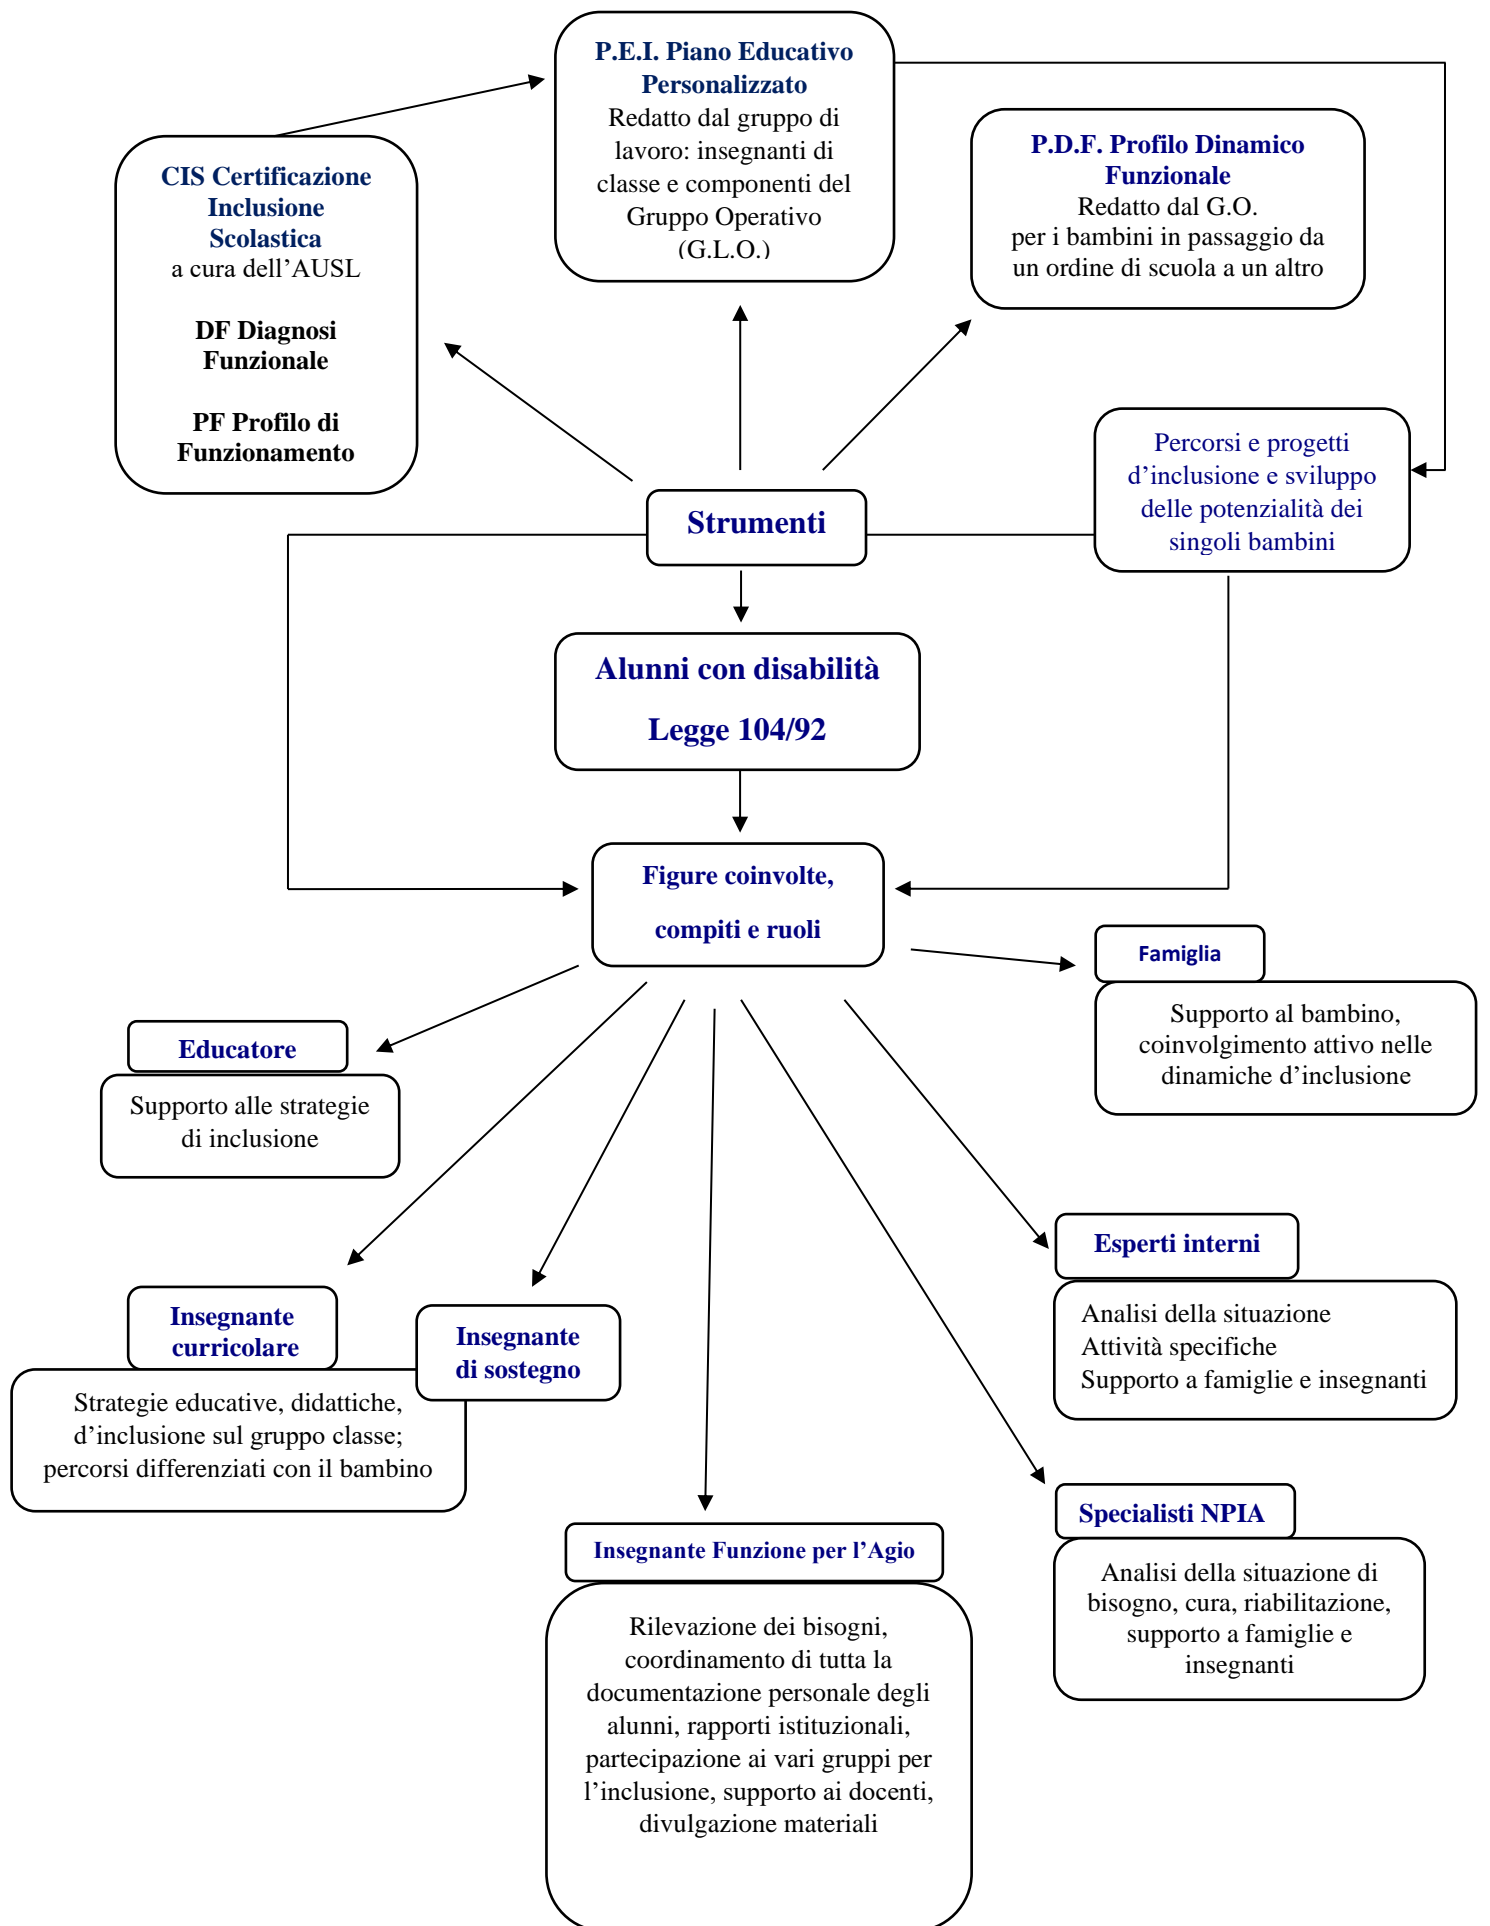 P.E.I. Piano Educativo
Personalizzato
Redatto dal gruppo di
lavoro: insegnanti di
classe e componenti del
Gruppo Operativo
(G.L.O.)
P.D.F. Profilo Dinamico
Funzionale
Redatto dal G.O.
per i bambini in passaggio da
un ordine di scuola a un altro
CIS Certificazione
Inclusione
Scolastica
a cura dell’AUSL
DF Diagnosi
Funzionale
PF Profilo di
Funzionamento
Percorsi e progetti
d’inclusione e sviluppo
delle potenzialità dei
singoli bambini
Strumenti
Alunni con disabilità
Legge 104/92
Figure coinvolte,
compiti e ruoli
Famiglia
Supporto al bambino,
coinvolgimento attivo nelle
dinamiche d’inclusione
Educatore
Supporto alle strategie
di inclusione
Esperti interni
Analisi della situazione
Attività specifiche
Supporto a famiglie e insegnanti
Insegnante
curricolare
Strategie educative, didattiche,
d’inclusione sul gruppo classe;
percorsi differenziati con il bambino
Insegnante
di sostegno
Specialisti NPIA
Analisi della situazione di
bisogno, cura, riabilitazione,
supporto a famiglie e
insegnanti
Insegnante Funzione per l’Agio
Rilevazione dei bisogni,
coordinamento di tutta la
documentazione personale degli
alunni, rapporti istituzionali,
partecipazione ai vari gruppi per
l’inclusione, supporto ai docenti,
divulgazione materiali